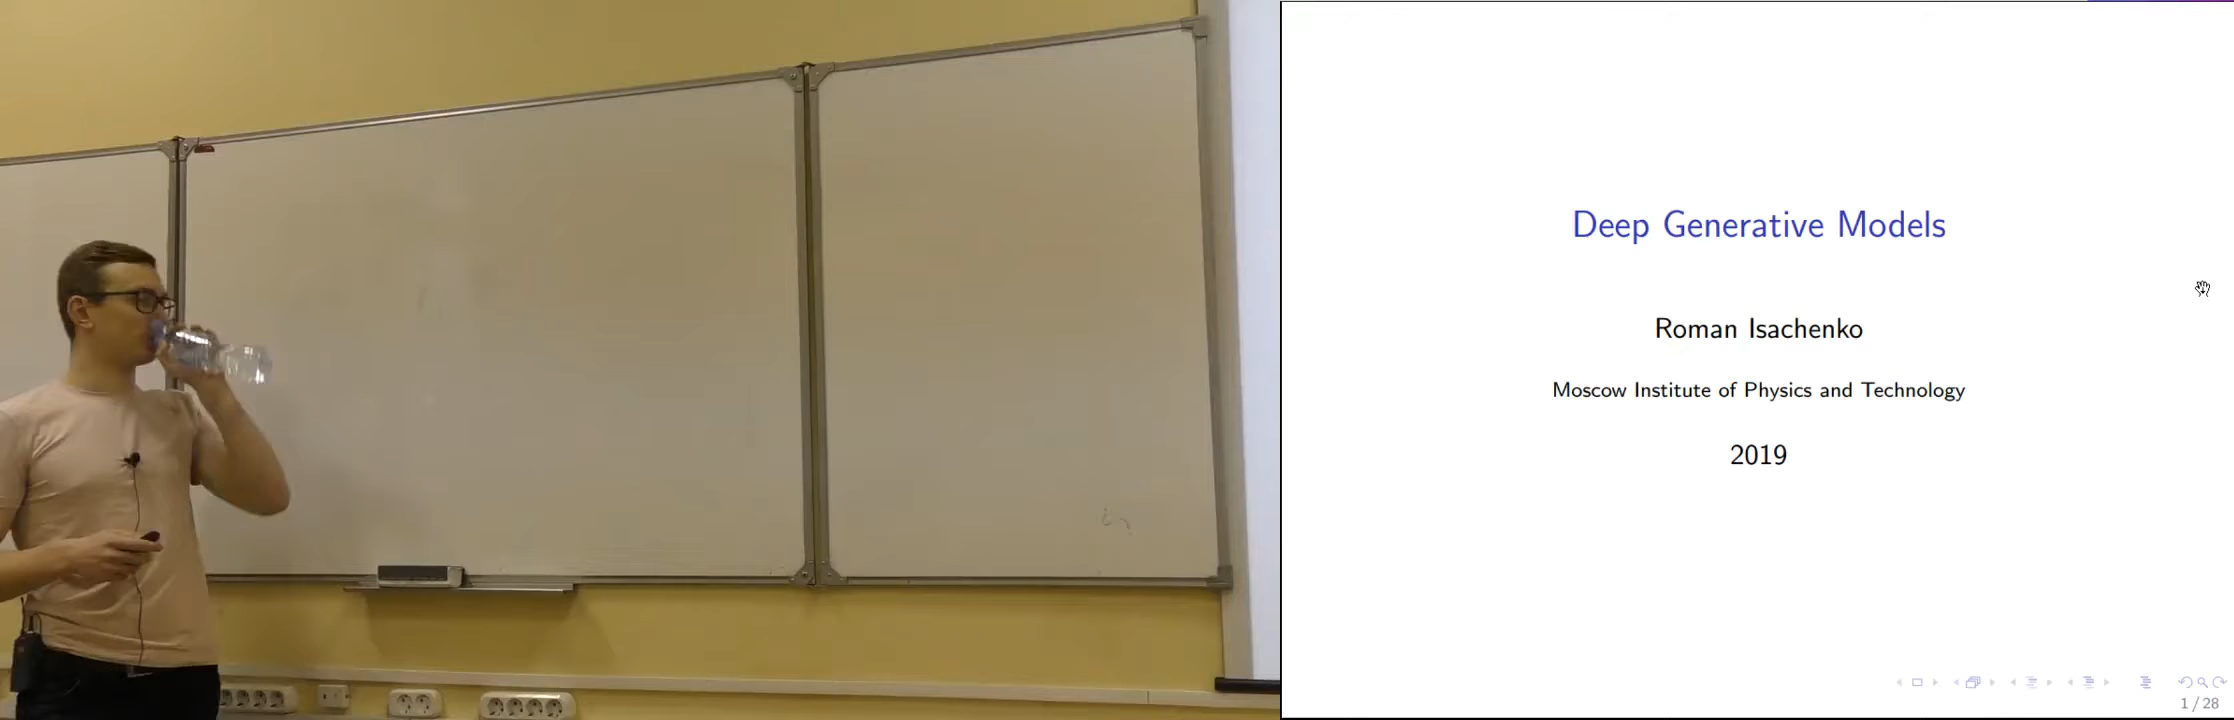 Deep Generative Models
Roman Isachenko
Moscow Institute of Physics and Technology
2019
1 / 28